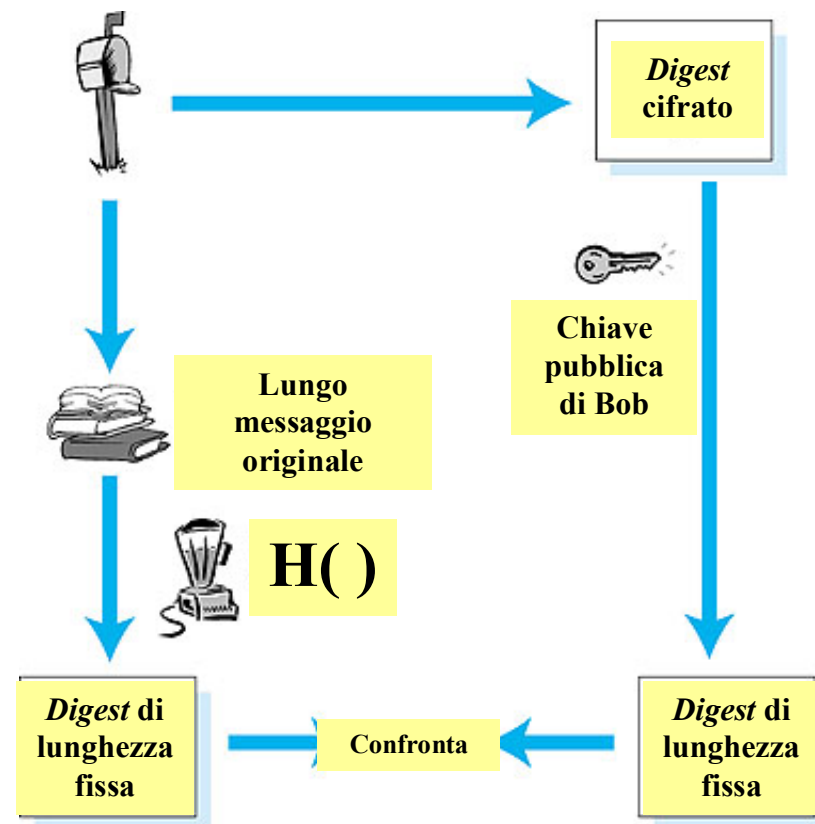 Digest
cifrato
Chiave
pubblica
di Bob
Lungo
messaggio
originale
H( )
Digest di
lunghezza
fissa
Confronta
Digest di
lunghezza
fissa